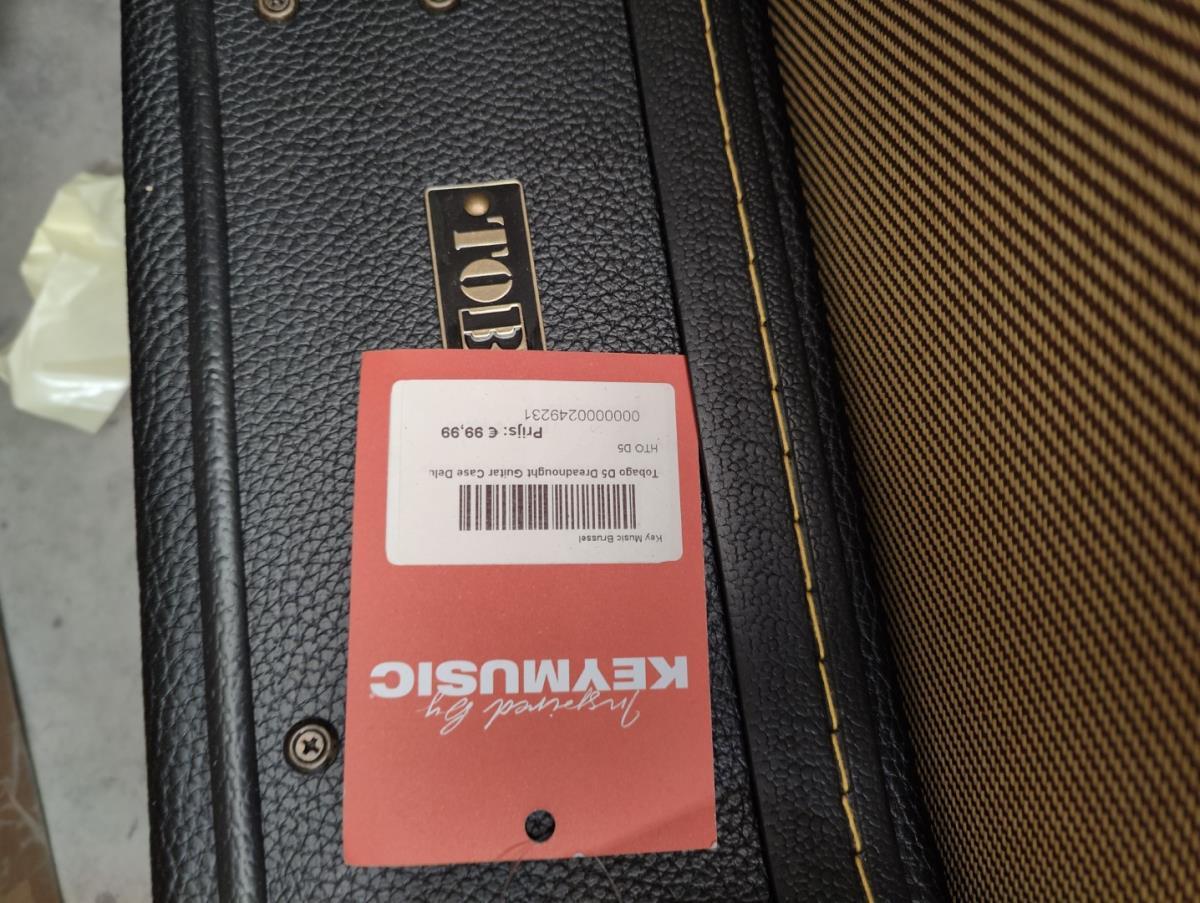 TOB
Inspired By
KEYMUSIC
Key Music Brussel
Tobago D5 Dreadnought Guitar Case Delu
HTO D5
Prijs: € 99,99
0000000249231